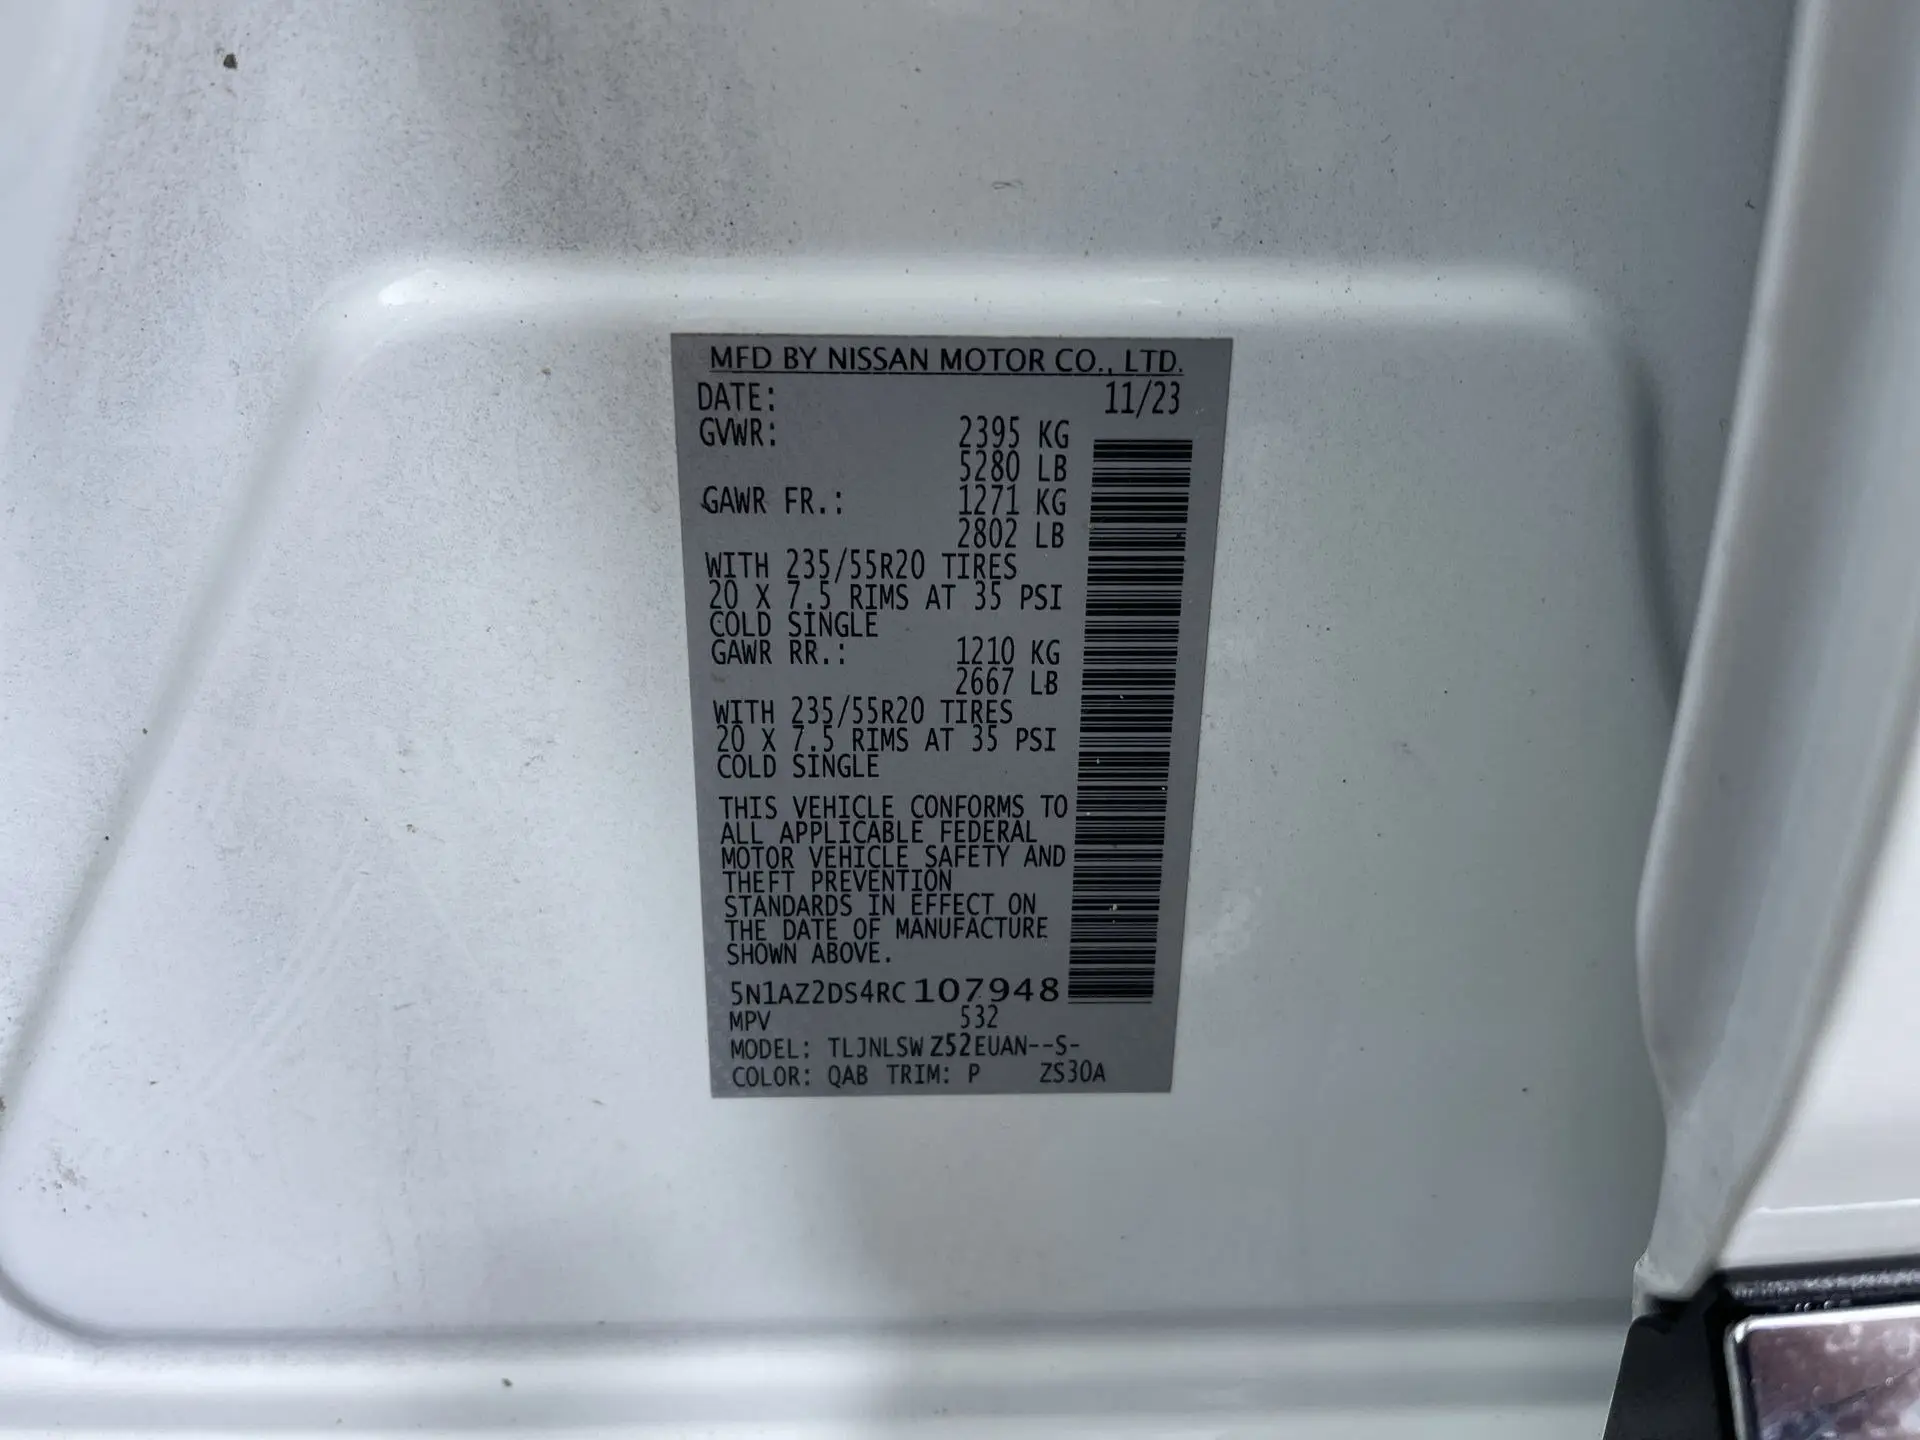 MFD BY NISSAN MOTOR CO., LTD.
DATE: 11/23
GVWR: 2395 KG
5280 LB
GAWR FR.: 1271 KG
2802 LB
WITH 235/55R20 TIRES
20 X 7.5 RIMS AT 35 PSI
COLD SINGLE
GAWR RR.: 1210 KG
2667 LB
WITH 235/55R20 TIRES
20 X 7.5 RIMS AT 35 PSI
COLD SINGLE
THIS VEHICLE CONFORMS TO
ALL APPLICABLE FEDERAL
MOTOR VEHICLE SAFETY AND
THEFT PREVENTION
STANDARDS IN EFFECT ON
THE DATE OF MANUFACTURE
SHOWN ABOVE.
5N1AZ2DS4RC107948
MPV 532
MODEL: TLJNLSWZ52EUAN--S-
COLOR: QAB TRIM: P ZS30A